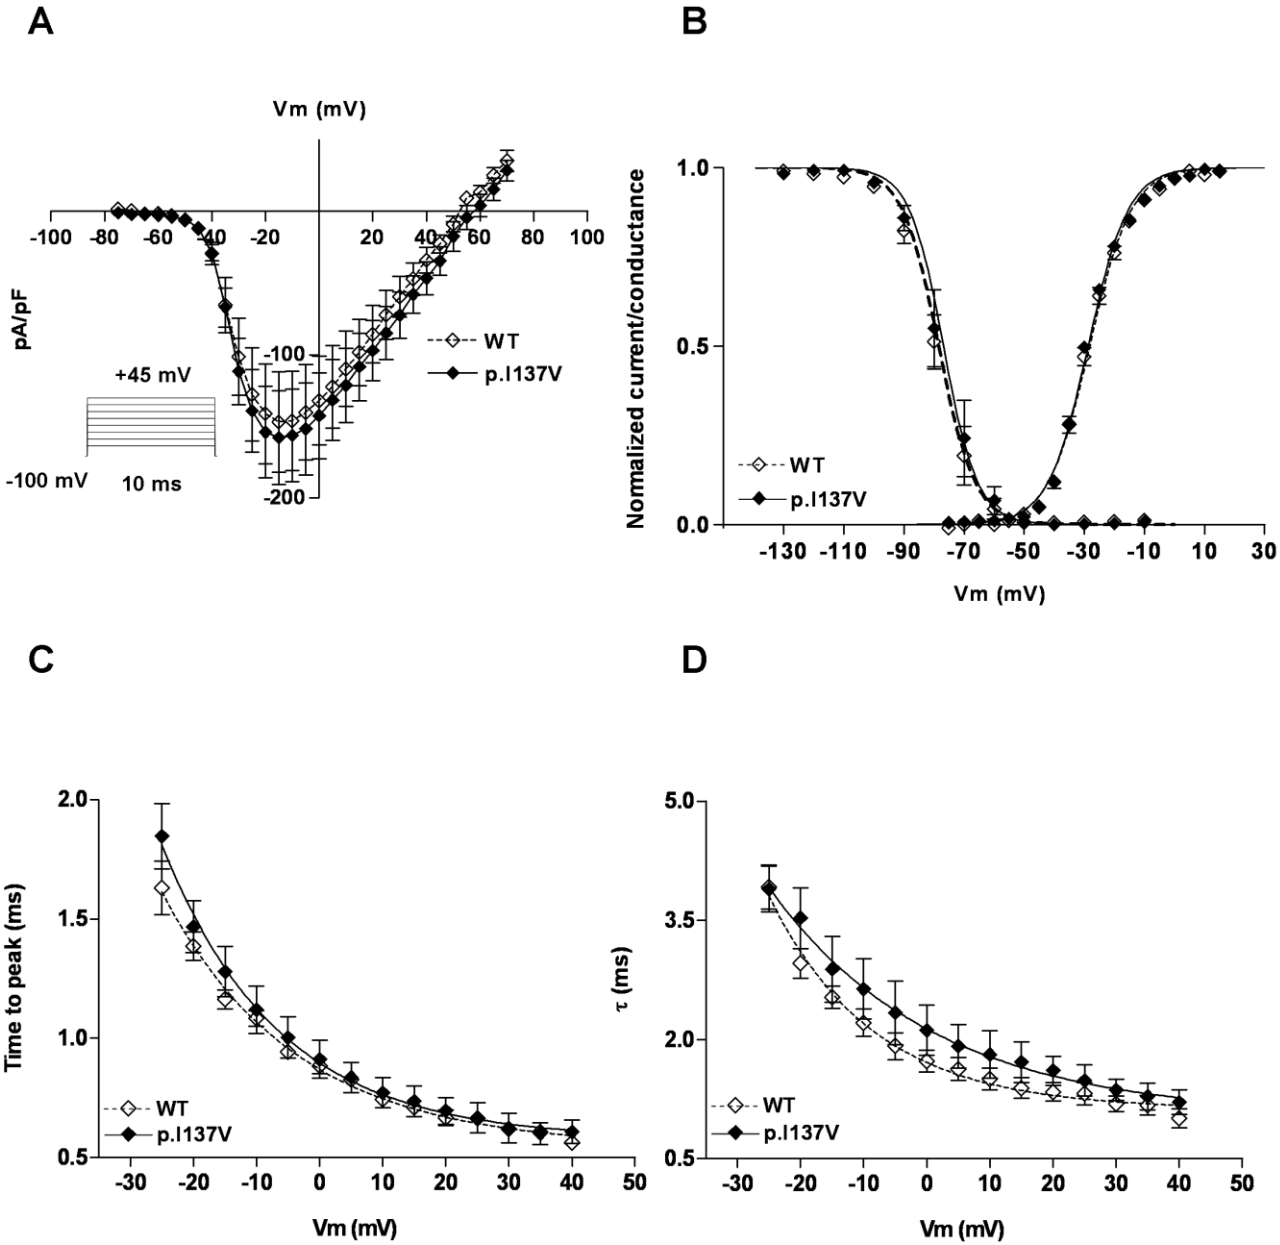 A
B
Vm (mV)
-100 -80 -60 -40 -20 20 40 60 80 100
pA/pF
-100
-200
WT
p.I137V
+45 mV
-100 mV
10 ms
Normalized current/conductance
1.0
0.5
0.0
WT
p.I137V
-130 -110 -90 -70 -50 -30 -10 10 30
Vm (mV)
C
D
Time to peak (ms)
2.0
1.5
1.0
0.5
WT
p.I137V
-30 -20 -10 0 10 20 30 40 50
Vm (mV)
τ (ms)
5.0
3.5
2.0
0.5
WT
p.I137V
-30 -20 -10 0 10 20 30 40 50
Vm (mV)